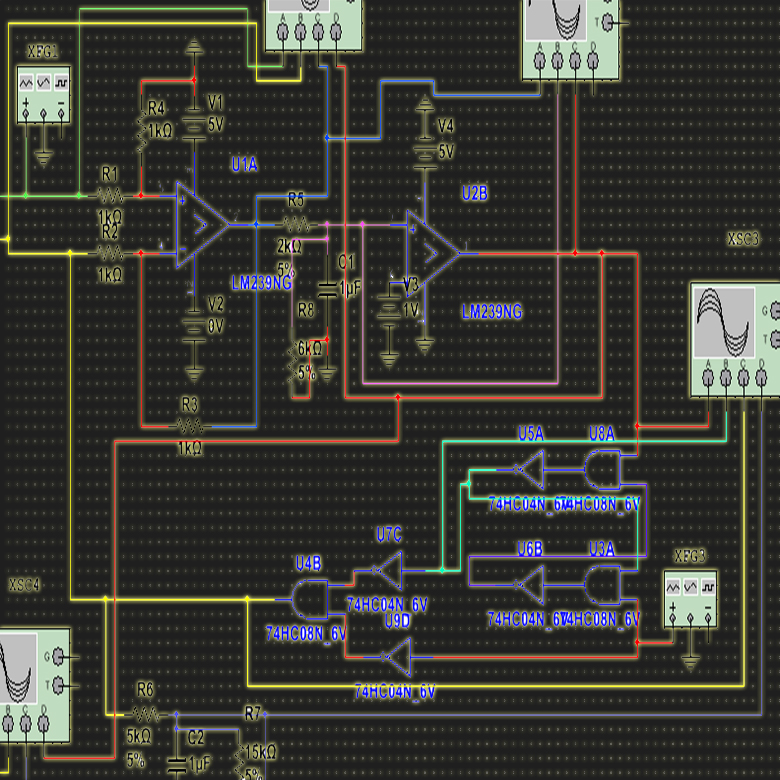 XFG1
A B C D
T
A B C D
R4
1kΩ
V1
5V
V4
5V
U1A
R1
1kΩ
R2
1kΩ
U2B
R5
2kΩ
5%
LM239NG
C1
1µF
V3
1V
LM239NG
V2
0V
R8
6kΩ
5%
XSC3
G
T
A B C D
R3
1kΩ
U5A
U8A
74HC04N_6V
74HC08N_6V
U7C
U4B
U6B
U3A
XFG3
74HC04N_6V
74HC08N_6V
74HC04N_6V
74HC08N_6V
U9D
74HC04N_6V
XSC4
G
T
B C D
R6
5kΩ
5%
C2
1µF
R7
15kΩ
5%